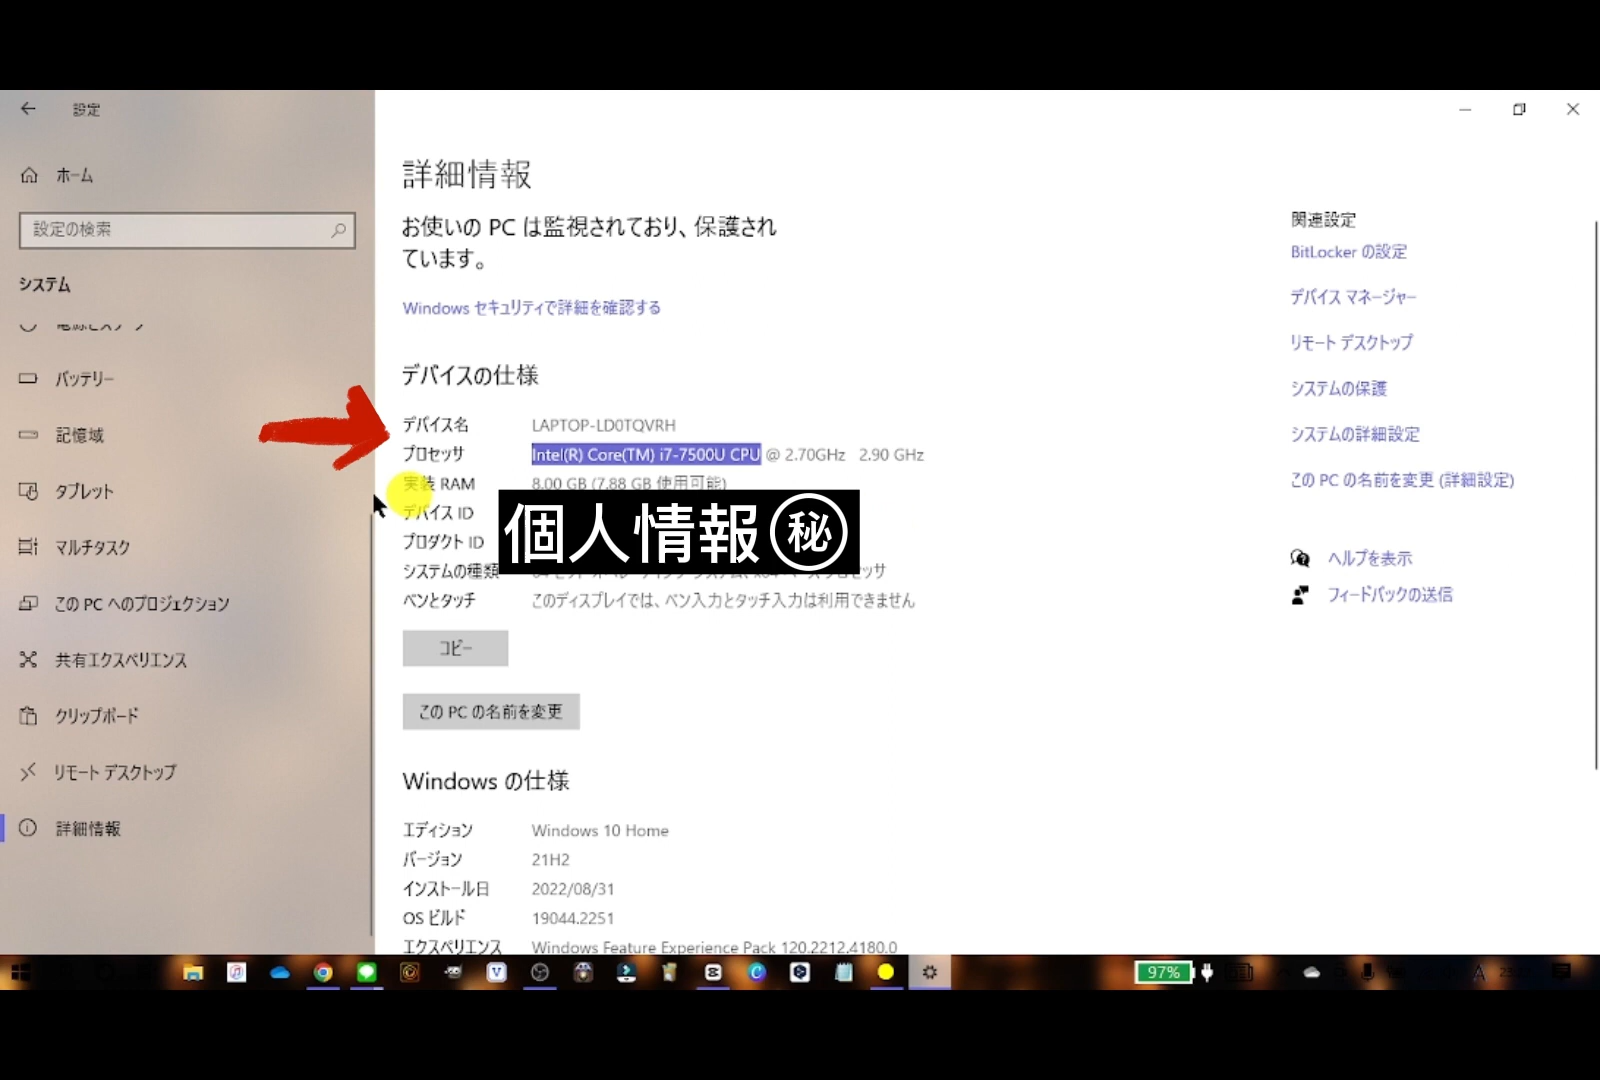 設定
ホーム
設定の検索
システム
バッテリー
記憶域
タブレット
マルチタスク
この PC へのプロジェクション
共有エクスペリエンス
クリップボード
リモート デスクトップ
詳細情報
詳細情報
お使いの PC は監視されており、保護され
ています。
Windows セキュリティで詳細を確認する
デバイスの仕様
デバイス名 LAPTOP-LD0TQVRH
プロセッサ Intel(R) Core(TM) i7-7500U CPU @ 2.70GHz 2.90 GHz
実装 RAM 8.00 GB (7.88 GB 使用可能)
デバイス ID
個人情報㊙
プロダクト ID
システムの種類
ペンとタッチ このディスプレイでは、ペン入力とタッチ入力は利用できません
コピー
この PC の名前を変更
Windows の仕様
エディション Windows 10 Home
バージョン 21H2
インストール日 2022/08/31
OS ビルド 19044.2251
エクスペリエンス Windows Feature Experience Pack 120.2212.4180.0
関連設定
BitLocker の設定
デバイス マネージャー
リモート デスクトップ
システムの保護
システムの詳細設定
この PC の名前を変更 (詳細設定)
ヘルプを表示
フィードバックの送信
97%